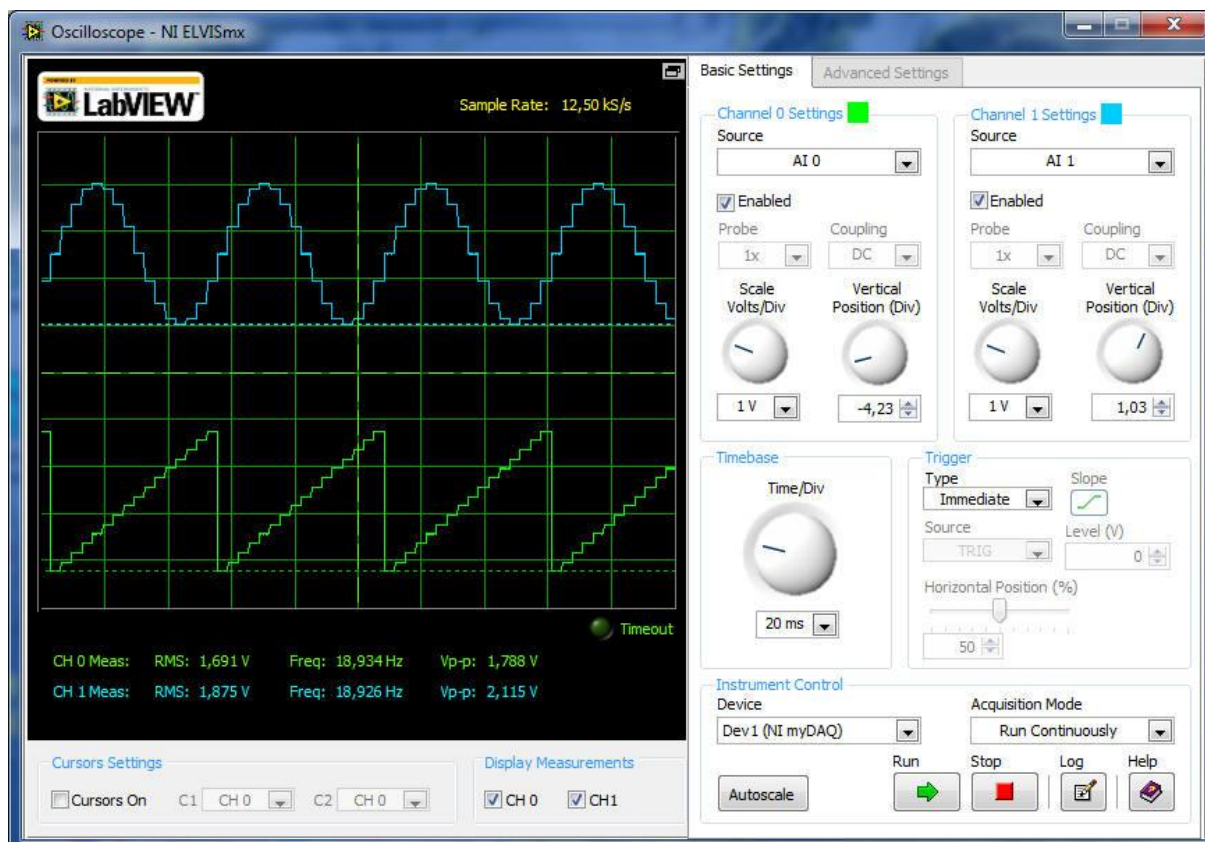 Oscilloscope - NI ELVISmx
POWERED BY
LabVIEW
Sample Rate: 12,50 kS/s
Timeout
CH 0 Meas: RMS: 1,691 V Freq: 18,934 Hz Vp-p: 1,788 V
CH 1 Meas: RMS: 1,875 V Freq: 18,926 Hz Vp-p: 2,115 V
Cursors Settings
Cursors On C1 CH 0 C2 CH 0
Display Measurements
CH 0 CH1
Basic Settings Advanced Settings
Channel 0 Settings
Source
AI 0
Enabled
Probe Coupling
1x DC
Scale Vertical
Volts/Div Position (Div)
1 V -4,23
Channel 1 Settings
Source
AI 1
Enabled
Probe Coupling
1x DC
Scale Vertical
Volts/Div Position (Div)
1 V 1,03
Timebase
Time/Div
20 ms
Trigger
Type Slope
Immediate
Source Level (V)
TRIG 0
Horizontal Position (%)
50
Instrument Control
Device Acquisition Mode
Dev1 (NI myDAQ) Run Continuously
Run Stop Log Help
Autoscale